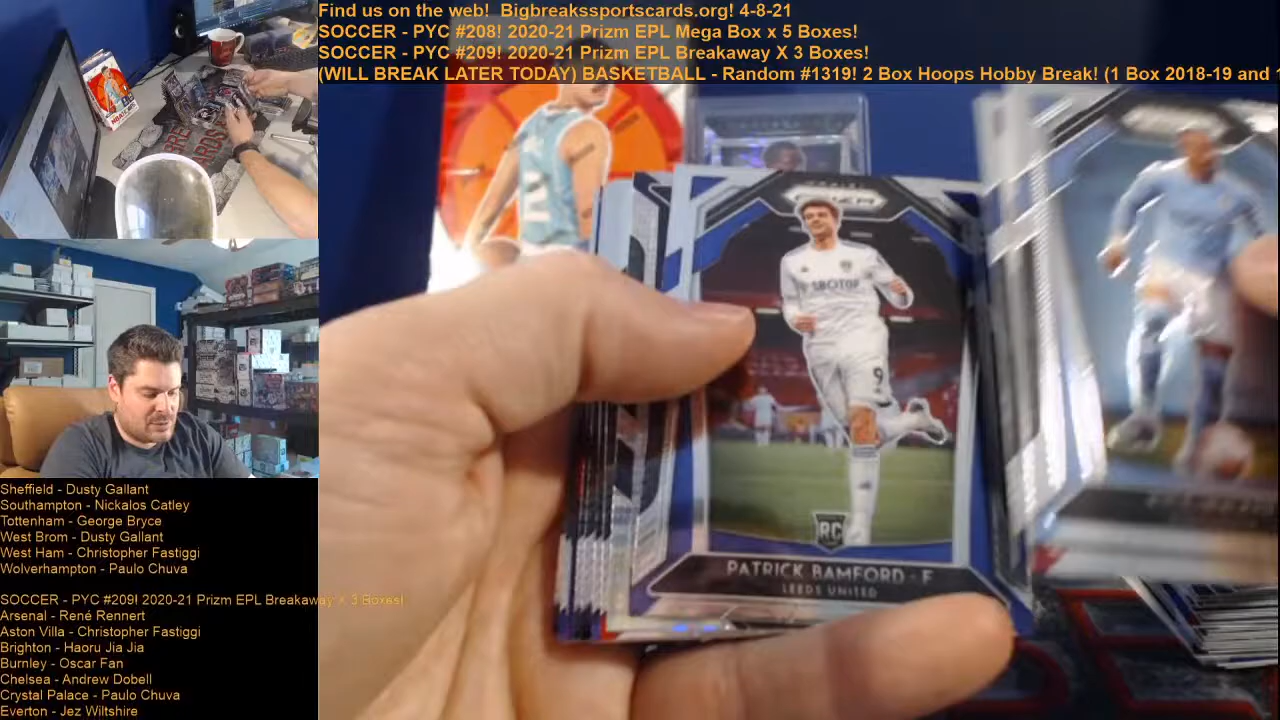 Find us on the web! Bigbreakssportscards.org! 4-8-21
SOCCER - PYC #208! 2020-21 Prizm EPL Mega Box x 5 Boxes!
SOCCER - PYC #209! 2020-21 Prizm EPL Breakaway X 3 Boxes!
(WILL BREAK LATER TODAY) BASKETBALL - Random #1319! 2 Box Hoops Hobby Break! (1 Box 2018-19 and
PRIZM
9
RC
PATRICK BAMFORD - F
LEEDS UNITED
Sheffield - Dusty Gallant
Southampton - Nickalos Catley
Tottenham - George Bryce
West Brom - Dusty Gallant
West Ham - Christopher Fastiggi
Wolverhampton - Paulo Chuva
SOCCER - PYC #209! 2020-21 Prizm EPL Breakaway X 3 Boxes!
Arsenal - René Rennert
Aston Villa - Christopher Fastiggi
Brighton - Haoru Jia Jia
Burnley - Oscar Fan
Chelsea - Andrew Dobell
Crystal Palace - Paulo Chuva
Everton - Jez Wiltshire